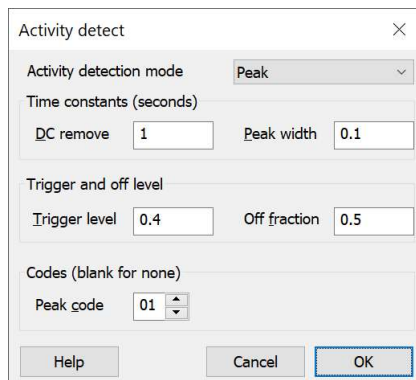 Activity detect
Activity detection mode Peak
Time constants (seconds)
DC remove 1 Peak width 0.1
Trigger and off level
Trigger level 0.4 Off fraction 0.5
Codes (blank for none)
Peak code 01
Help Cancel OK